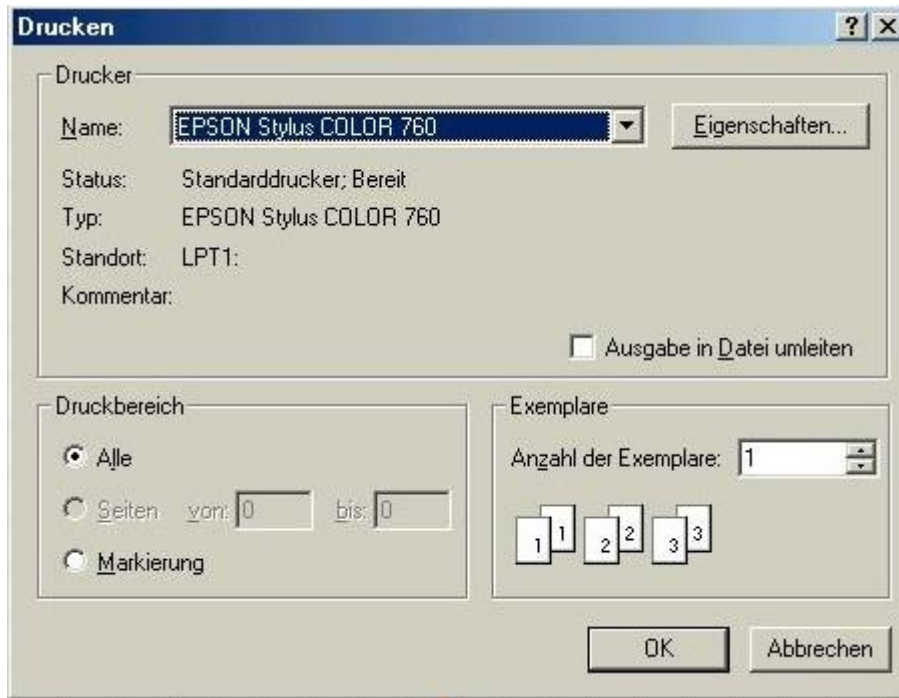 Drucken
Drucker
Name: EPSON Stylus COLOR 760 Eigenschaften...
Status: Standarddrucker; Bereit
Typ: EPSON Stylus COLOR 760
Standort: LPT1:
Kommentar:
Ausgabe in Datei umleiten
Druckbereich
Alle
Seiten von: 0 bis: 0
Markierung
Exemplare
Anzahl der Exemplare: 1
1 1 2 2 3 3
OK Abbrechen